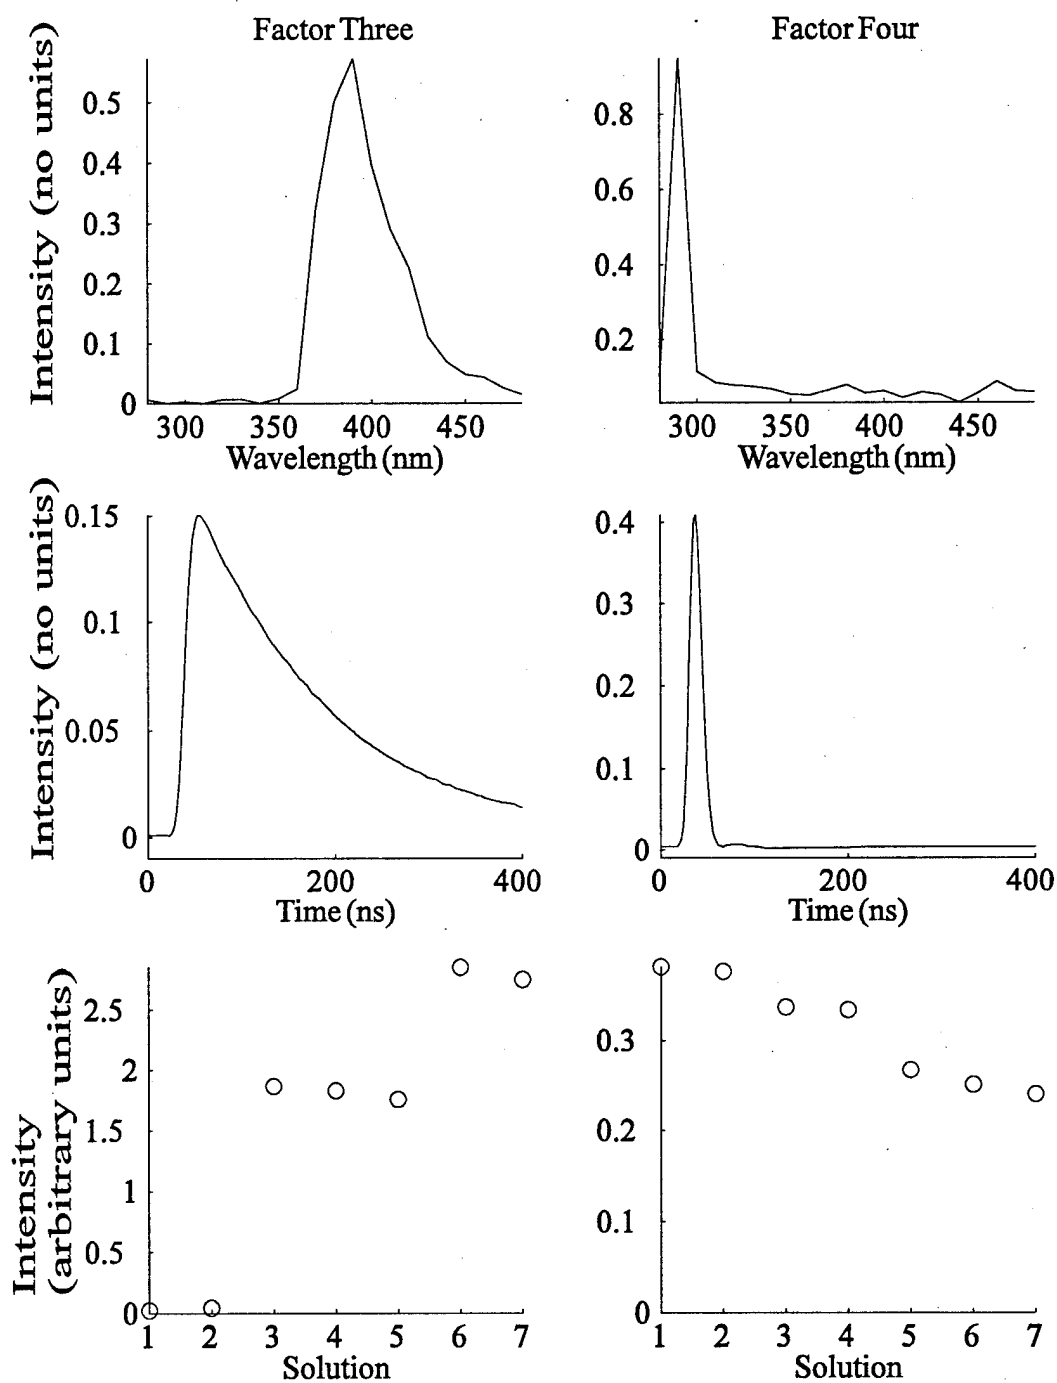 Factor Three
Factor Four
Intensity (no units)
0.5
0.4
0.3
0.2
0.1
0
300 350 400 450
Wavelength (nm)
0.8
0.6
0.4
0.2
300 350 400 450
Wavelength (nm)
Intensity (no units)
0.15
0.1
0.05
0
0 200 400
Time (ns)
0.4
0.3
0.2
0.1
0
0 200 400
Time (ns)
Intensity
(arbitrary units)
2.5
2
1.5
1
0.5
0
1 2 3 4 5 6 7
Solution
0.3
0.2
0.1
0
1 2 3 4 5 6 7
Solution